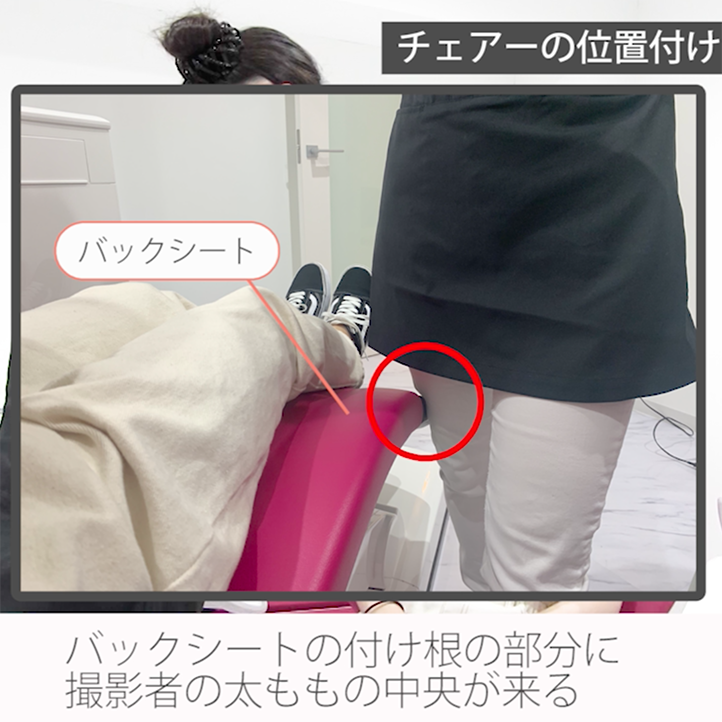 チェアーの位置付け
バックシート
バックシートの付け根の部分に
撮影者の太ももの中央が来る